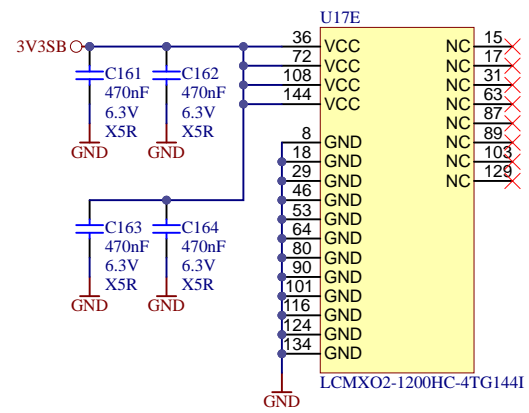 U17E
3V3SB
36 VCC
72 VCC
108 VCC
144 VCC
NC 15
NC 17
NC 31
NC 63
NC 87
NC 89
NC 103
NC 129
C161
470nF
6.3V
X5R
GND
C162
470nF
6.3V
X5R
GND
8 GND
18 GND
29 GND
46 GND
53 GND
64 GND
80 GND
90 GND
101 GND
116 GND
124 GND
134 GND
C163
470nF
6.3V
X5R
GND
C164
470nF
6.3V
X5R
GND
GND
LCMXO2-1200HC-4TG144I